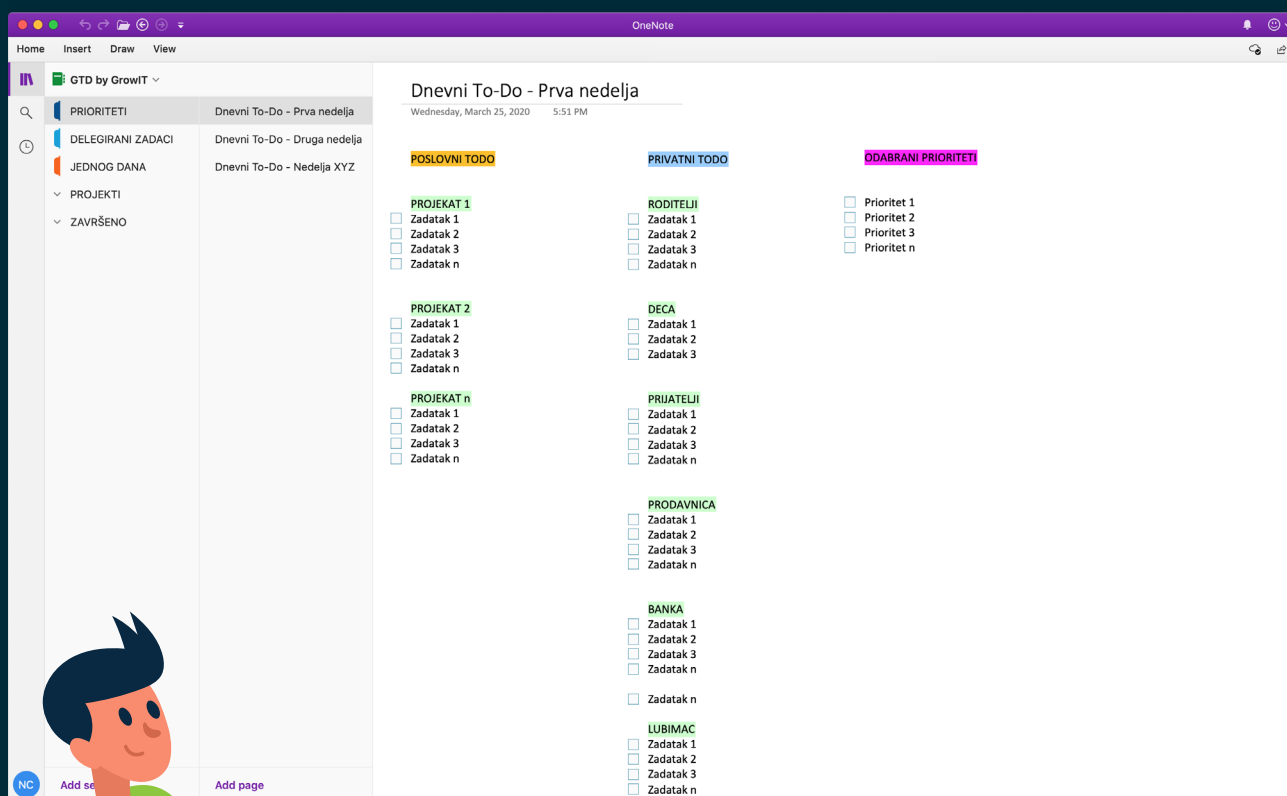 OneNote
Home Insert Draw View
GTD by GrowIT
PRIORITETI
DELEGIRANI ZADACI
JEDNOG DANA
PROJEKTI
ZAVRŠENO
Dnevni To-Do - Prva nedelja
Dnevni To-Do - Druga nedelja
Dnevni To-Do - Nedelja XYZ
Dnevni To-Do - Prva nedelja
Wednesday, March 25, 2020 5:51 PM
POSLOVNI TODO
PROJEKAT 1
Zadatak 1
Zadatak 2
Zadatak 3
Zadatak n
PROJEKAT 2
Zadatak 1
Zadatak 2
Zadatak 3
Zadatak n
PROJEKAT n
Zadatak 1
Zadatak 2
Zadatak 3
Zadatak n
PRIVATNI TODO
RODITELJI
Zadatak 1
Zadatak 2
Zadatak 3
Zadatak n
DECA
Zadatak 1
Zadatak 2
Zadatak 3
PRIJATELJI
Zadatak 1
Zadatak 2
Zadatak 3
Zadatak n
PRODAVNICA
Zadatak 1
Zadatak 2
Zadatak 3
Zadatak n
BANKA
Zadatak 1
Zadatak 2
Zadatak 3
Zadatak n
Zadatak n
LUBIMAC
Zadatak 1
Zadatak 2
Zadatak 3
Zadatak n
ODABRANI PRIORITETI
Prioritet 1
Prioritet 2
Prioritet 3
Prioritet n
NC
Add
Add page